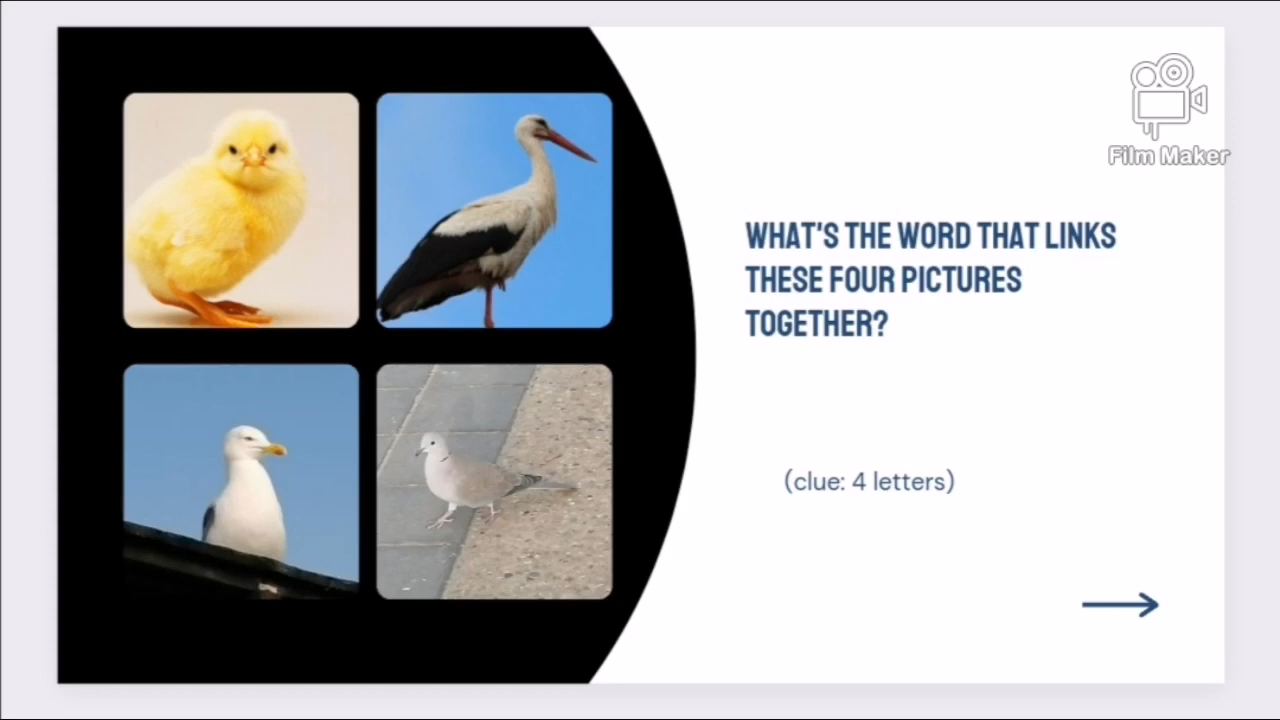 Film Maker
WHAT'S THE WORD THAT LINKS
THESE FOUR PICTURES
TOGETHER?
(clue: 4 letters)